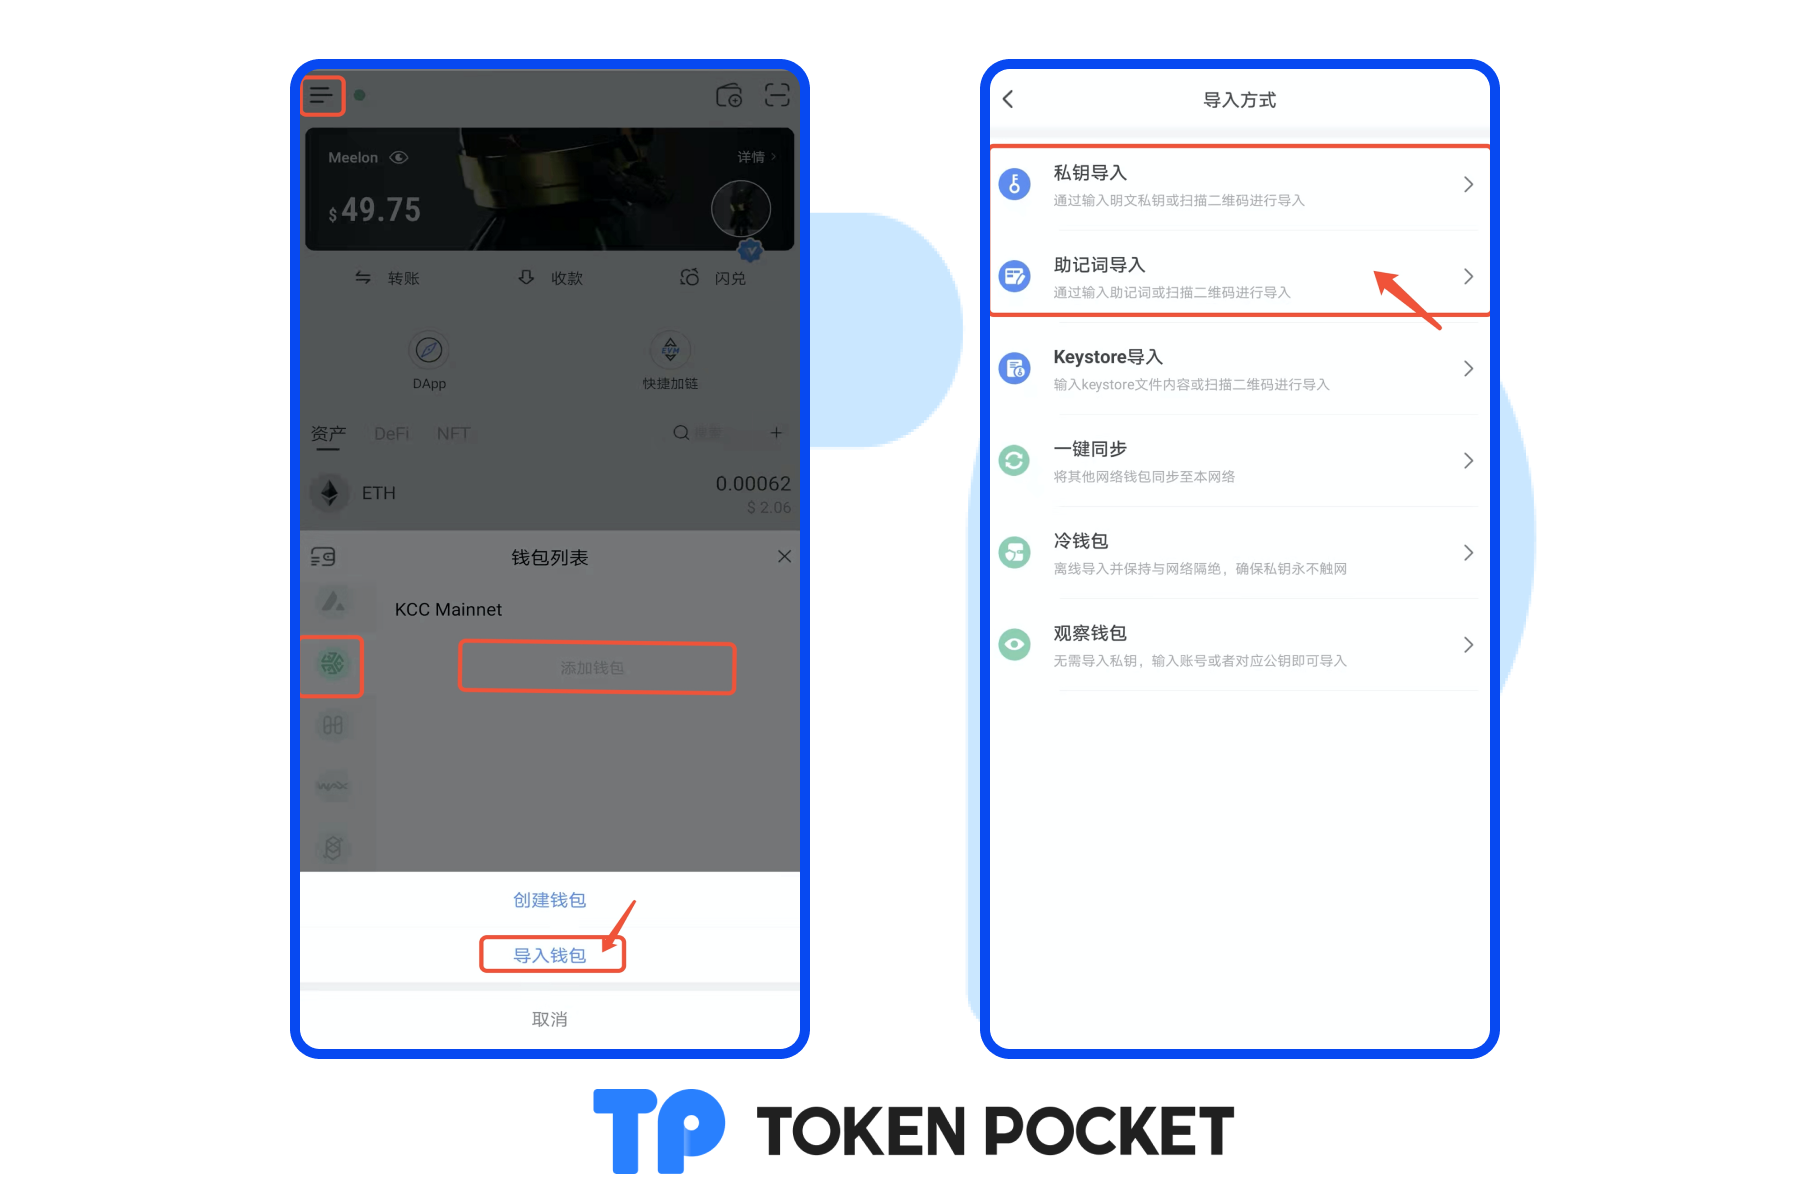 Meelon
详情
$ 49.75
转账
收款
闪兑
DApp
EVM
快捷加链
资产
DeFi
NFT
ETH
0.00062
$ 2.06
钱包列表
KCC Mainnet
添加钱包
创建钱包
导入钱包
取消
导入方式
私钥导入
通过输入明文私钥或扫描二维码进行导入
助记词导入
通过输入助记词或扫描二维码进行导入
Keystore导入
输入keystore文件内容或扫描二维码进行导入
一键同步
将其他网络钱包同步至本网络
冷钱包
离线导入并保持与网络隔绝，确保私钥永不触网
观察钱包
无需导入私钥，输入账号或者对应公钥即可导入
TP TOKEN POCKET